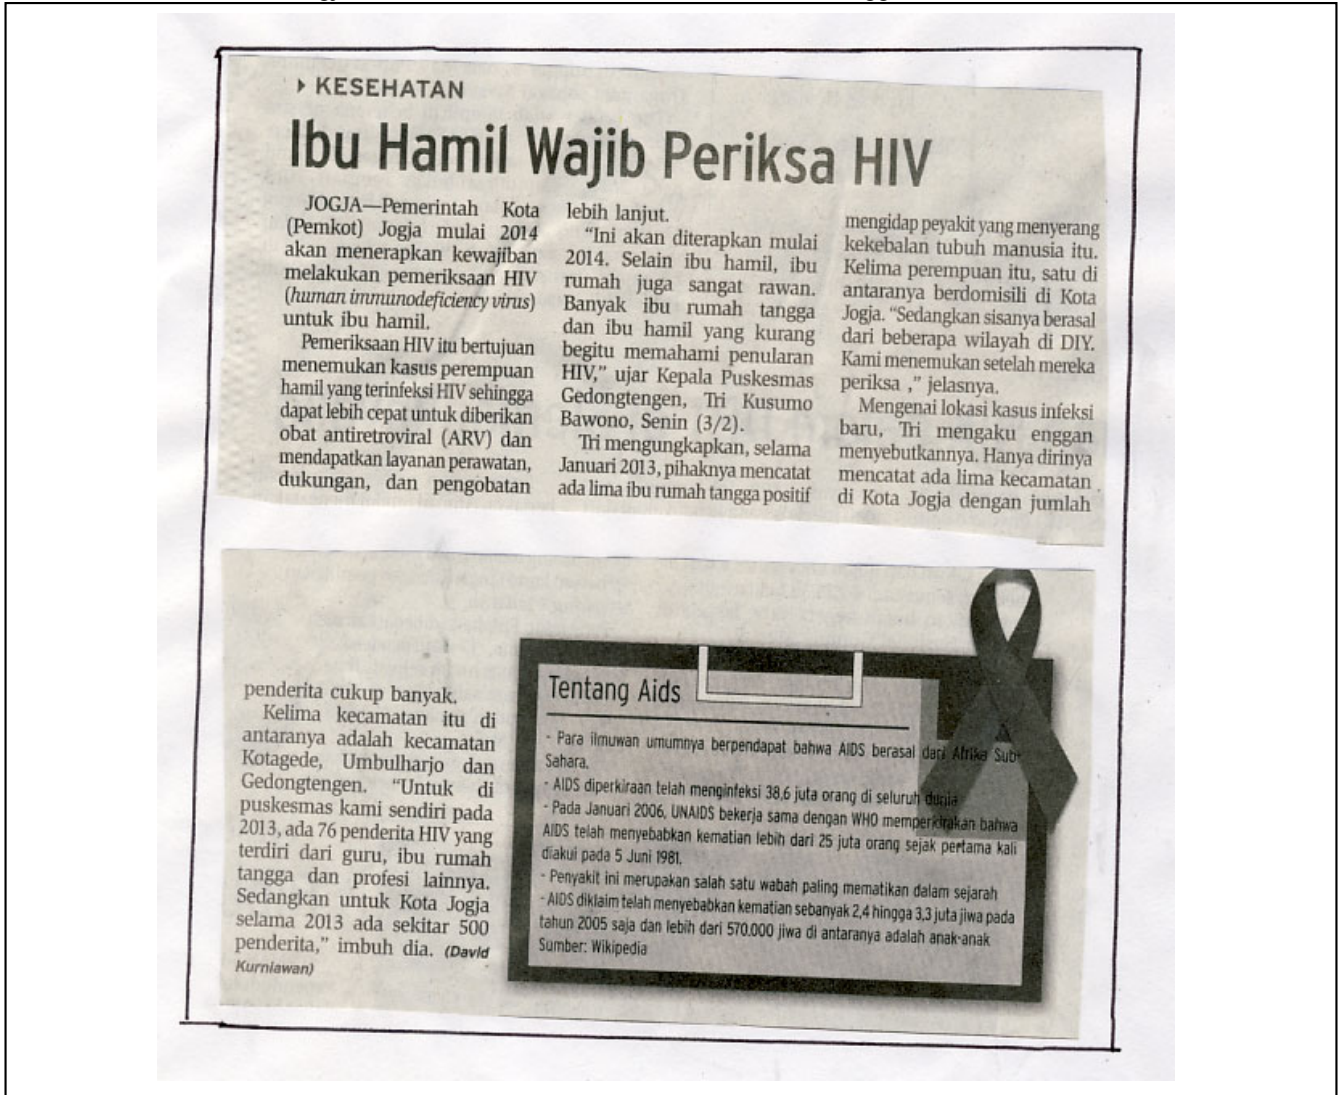 KESEHATAN
Ibu Hamil Wajib Periksa HIV
JOGJA—Pemerintah Kota
(Pemkot) Jogja mulai 2014
akan menerapkan kewajiban
melakukan pemeriksaan HIV
(human immunodeficiency virus)
untuk ibu hamil.
Pemeriksaan HIV itu bertujuan
menemukan kasus perempuan
hamil yang terinfeksi HIV sehingga
dapat lebih cepat untuk diberikan
obat antiretroviral (ARV) dan
mendapatkan layanan perawatan,
dukungan, dan pengobatan
lebih lanjut.
“Ini akan diterapkan mulai
2014. Selain ibu hamil, ibu
rumah juga sangat rawan.
Banyak ibu rumah tangga
dan ibu hamil yang kurang
begitu memahami penularan
HIV,” ujar Kepala Puskesmas
Gedongtengen, Tri Kusumo
Bawono, Senin (3/2).
Tri mengungkapkan, selama
Januari 2013, pihaknya mencatat
ada lima ibu rumah tangga positif
mengidap peyakit yang menyerang
kekebalan tubuh manusia itu.
Kelima perempuan itu, satu di
antaranya berdomisili di Kota
Jogja. “Sedangkan sisanya berasal
dari beberapa wilayah di DIY.
Kami menemukan setelah mereka
periksa ,” jelasnya.
Mengenai lokasi kasus infeksi
baru, Tri mengaku enggan
menyebutkannya. Hanya dirinya
mencatat ada lima kecamatan
di Kota Jogja dengan jumlah
penderita cukup banyak.
Kelima kecamatan itu di
antaranya adalah kecamatan
Kotagede, Umbulharjo dan
Gedongtengen. “Untuk di
puskesmas kami sendiri pada
2013, ada 76 penderita HIV yang
terdiri dari guru, ibu rumah
tangga dan profesi lainnya.
Sedangkan untuk Kota Jogja
selama 2013 ada sekitar 500
penderita,” imbuh dia. (David
Kurniawan)
Tentang Aids
- Para ilmuwan umumnya berpendapat bahwa AIDS berasal dari Afrika Sub-
Sahara.
- AIDS diperkiraan telah menginfeksi 38,6 juta orang di seluruh dunia
- Pada Januari 2006, UNAIDS bekerja sama dengan WHO memperkirakan bahwa
AIDS telah menyebabkan kematian lebih dari 25 juta orang sejak pertama kali
diakui pada 5 Juni 1981.
- Penyakit ini merupakan salah satu wabah paling mematikan dalam sejarah
- AIDS diklaim telah menyebabkan kematian sebanyak 2,4 hingga 3,3 juta jiwa pada
tahun 2005 saja dan lebih dari 570.000 jiwa di antaranya adalah anak-anak
Sumber: Wikipedia